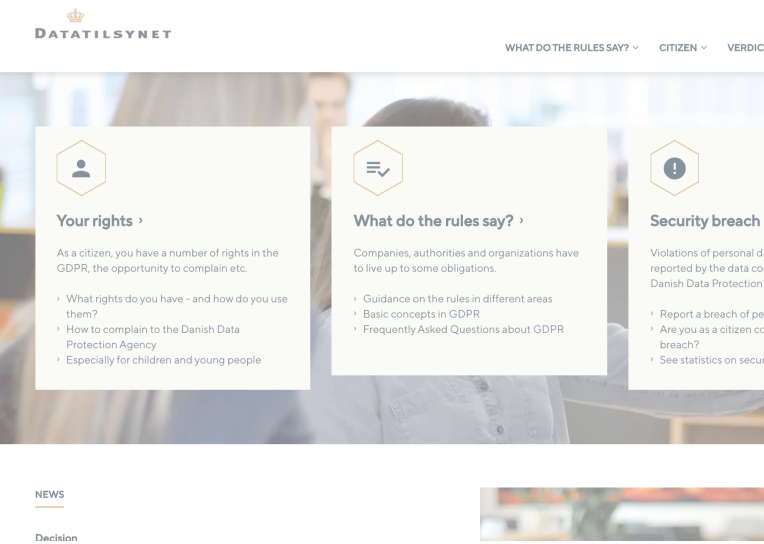 DATATILSYNET
WHAT DO THE RULES SAY?
CITIZEN
Your rights ›
As a citizen, you have a number of rights in the
GDPR, the opportunity to complain etc.
› What rights do you have - and how do you use
them?
› How to complain to the Danish Data
Protection Agency
› Especially for children and young people
What do the rules say? ›
Companies, authorities and organizations have
to live up to some obligations.
› Guidance on the rules in different areas
› Basic concepts in GDPR
› Frequently Asked Questions about GDPR
Security breach
Violations of personal
reported by the data
Danish Data Protection
› Report a breach of
› Are you as a citizen
breach?
› See statistics on
NEWS
Decision